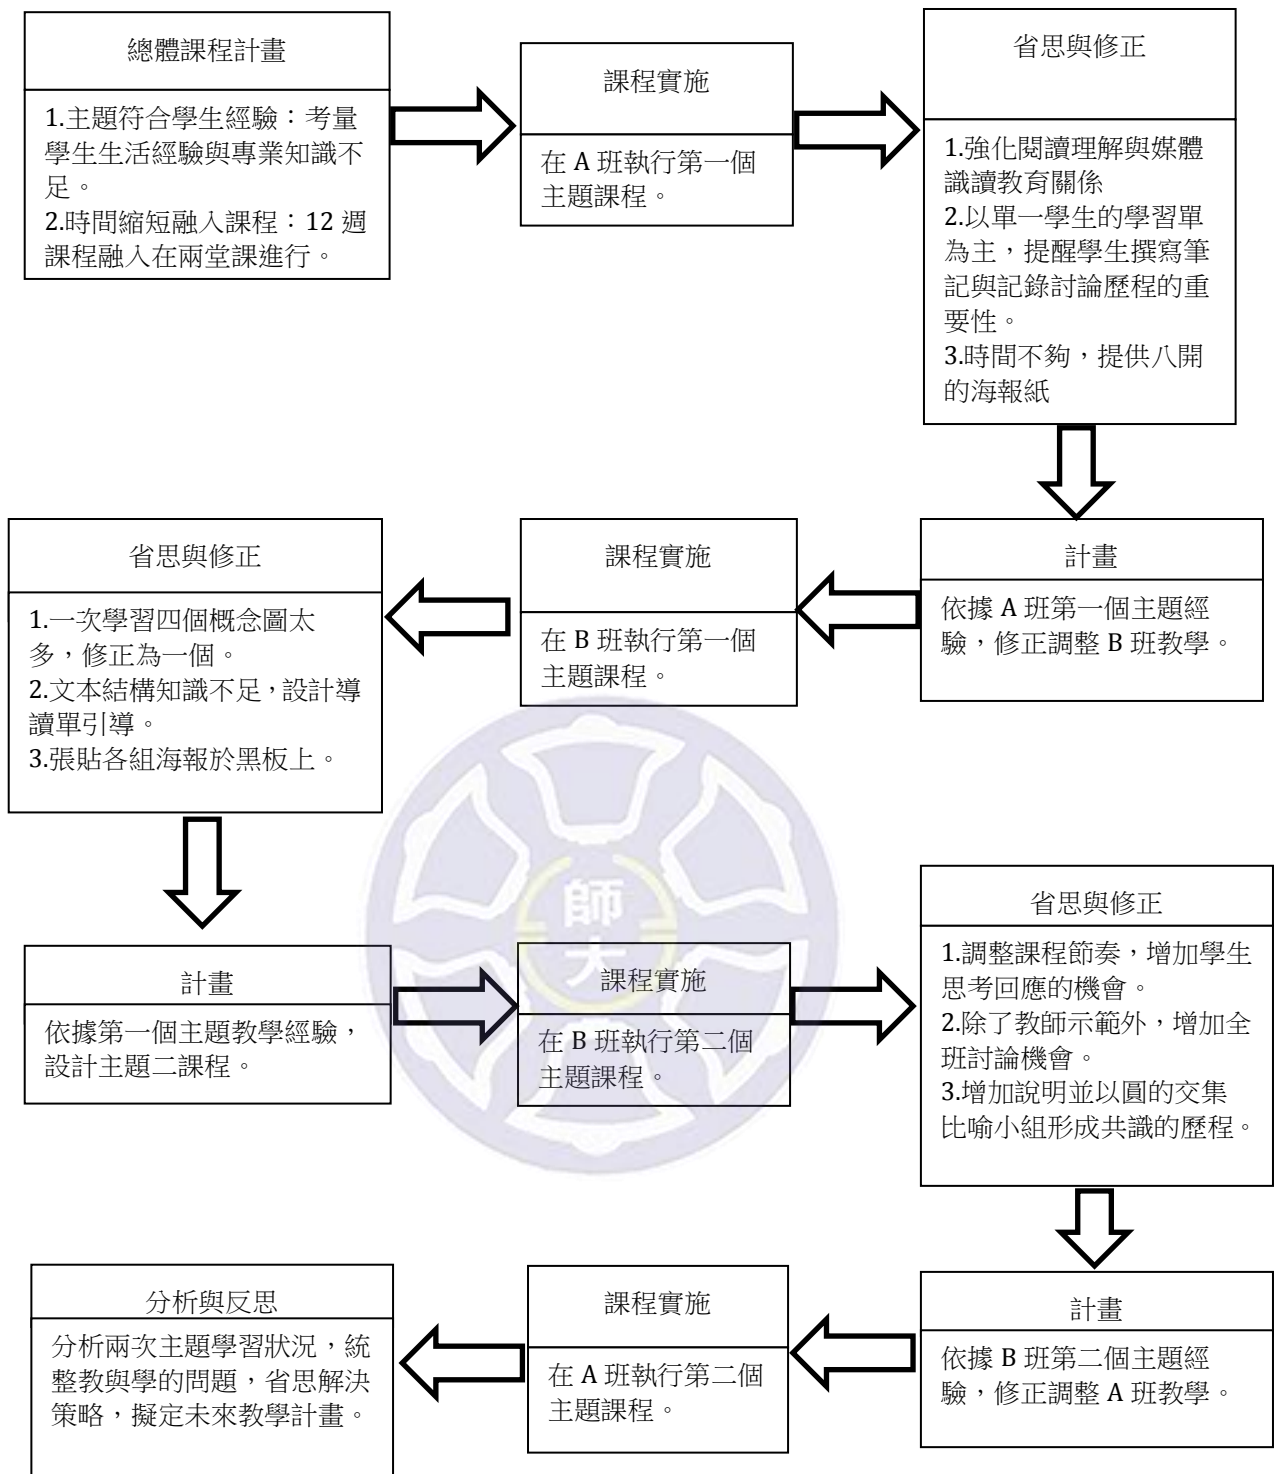 總體課程計畫
1.主題符合學生經驗：考量
學生生活經驗與專業知識不
足。
2.時間縮短融入課程：12 週
課程融入在兩堂課進行。
課程實施
在 A 班執行第一個
主題課程。
省思與修正
1.強化閱讀理解與媒體
識讀教育關係
2.以單一學生的學習單
為主，提醒學生撰寫筆
記與記錄討論歷程的重
要性。
3.時間不夠，提供八開
的海報紙
計畫
依據 A 班第一個主題經
驗，修正調整 B 班教學。
課程實施
在 B 班執行第一個
主題課程。
省思與修正
1.一次學習四個概念圖太
多，修正為一個。
2.文本結構知識不足，設計導
讀單引導。
3.張貼各組海報於黑板上。
計畫
依據第一個主題教學經驗，
設計主題二課程。
課程實施
在 B 班執行第二個
主題課程。
省思與修正
1.調整課程節奏，增加學生
思考回應的機會。
2.除了教師示範外，增加全
班討論機會。
3.增加說明並以圓的交集
比喻小組形成共識的歷程。
計畫
依據 B 班第二個主題經
驗，修正調整 A 班教學。
課程實施
在 A 班執行第二個
主題課程。
分析與反思
分析兩次主題學習狀況，統
整教與學的問題，省思解決
策略，擬定未來教學計畫。
師
大